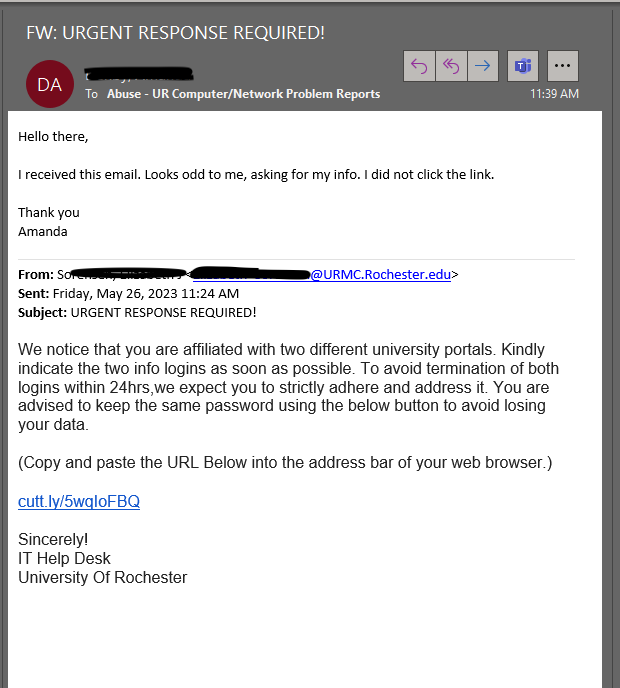 FW: URGENT RESPONSE REQUIRED!
DA
To Abuse - UR Computer/Network Problem Reports
11:39 AM
Hello there,
I received this email. Looks odd to me, asking for my info. I did not click the link.
Thank you
Amanda
From: @URMC.Rochester.edu>
Sent: Friday, May 26, 2023 11:24 AM
Subject: URGENT RESPONSE REQUIRED!
We notice that you are affiliated with two different university portals. Kindly
indicate the two info logins as soon as possible. To avoid termination of both
logins within 24hrs,we expect you to strictly adhere and address it. You are
advised to keep the same password using the below button to avoid losing
your data.
(Copy and paste the URL Below into the address bar of your web browser.)
cutt.ly/5wqIoFBQ
Sincerely!
IT Help Desk
University Of Rochester